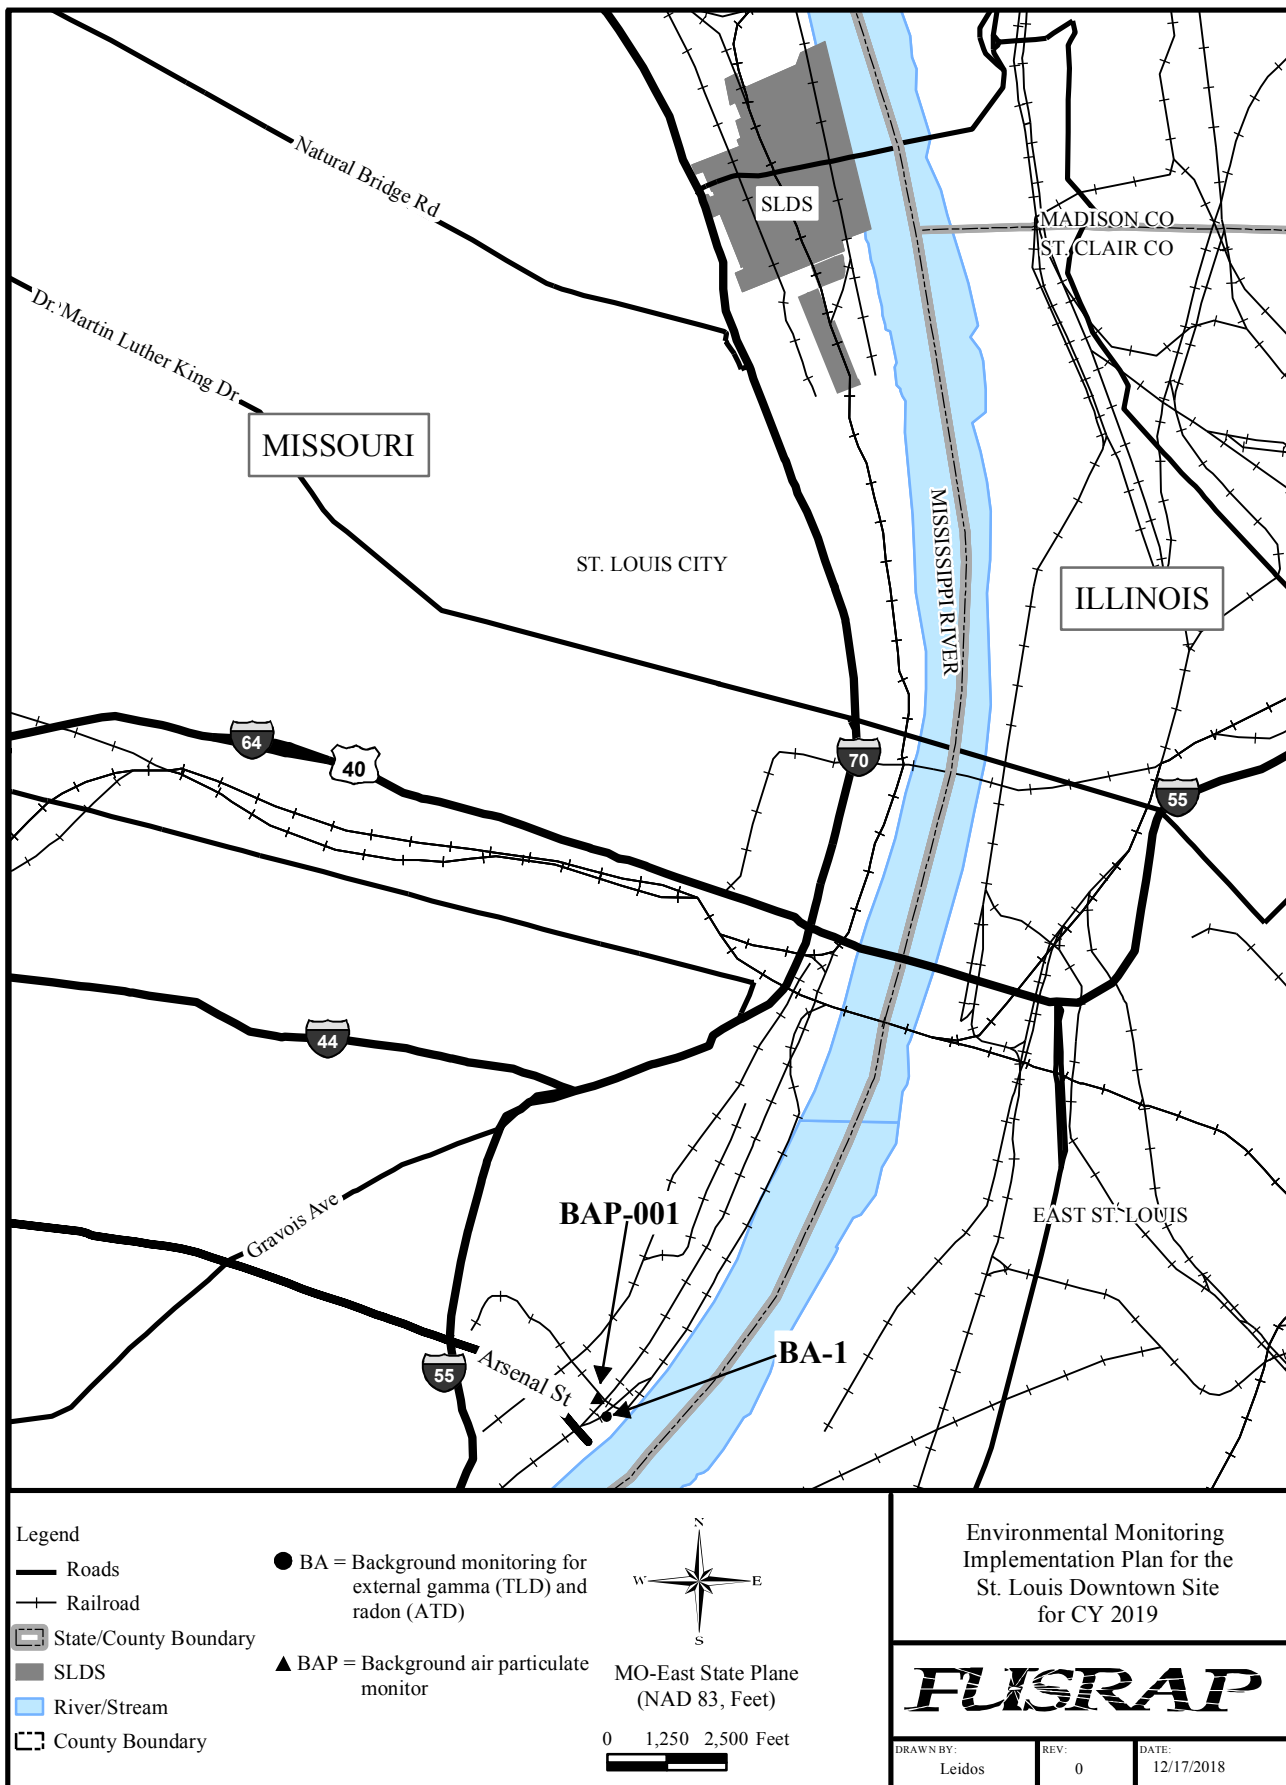 Natural Bridge Rd
SLDS
MADISON CO
ST. CLAIR CO
Dr. Martin Luther King Dr
MISSOURI
MISSISSIPPI RIVER
ST. LOUIS CITY
ILLINOIS
64
40
70
55
44
BAP-001
Gravois Ave
EAST ST. LOUIS
BA-1
Arsenal St
55
Legend
Roads
Railroad
State/County Boundary
SLDS
River/Stream
County Boundary
BA = Background monitoring for
external gamma (TLD) and
radon (ATD)
BAP = Background air particulate
monitor
N
W E
S
MO-East State Plane
(NAD 83, Feet)
0 1,250 2,500 Feet
Environmental Monitoring
Implementation Plan for the
St. Louis Downtown Site
for CY 2019
FUSRAP
DRAWN BY: REV: DATE:
Leidos 0 12/17/2018